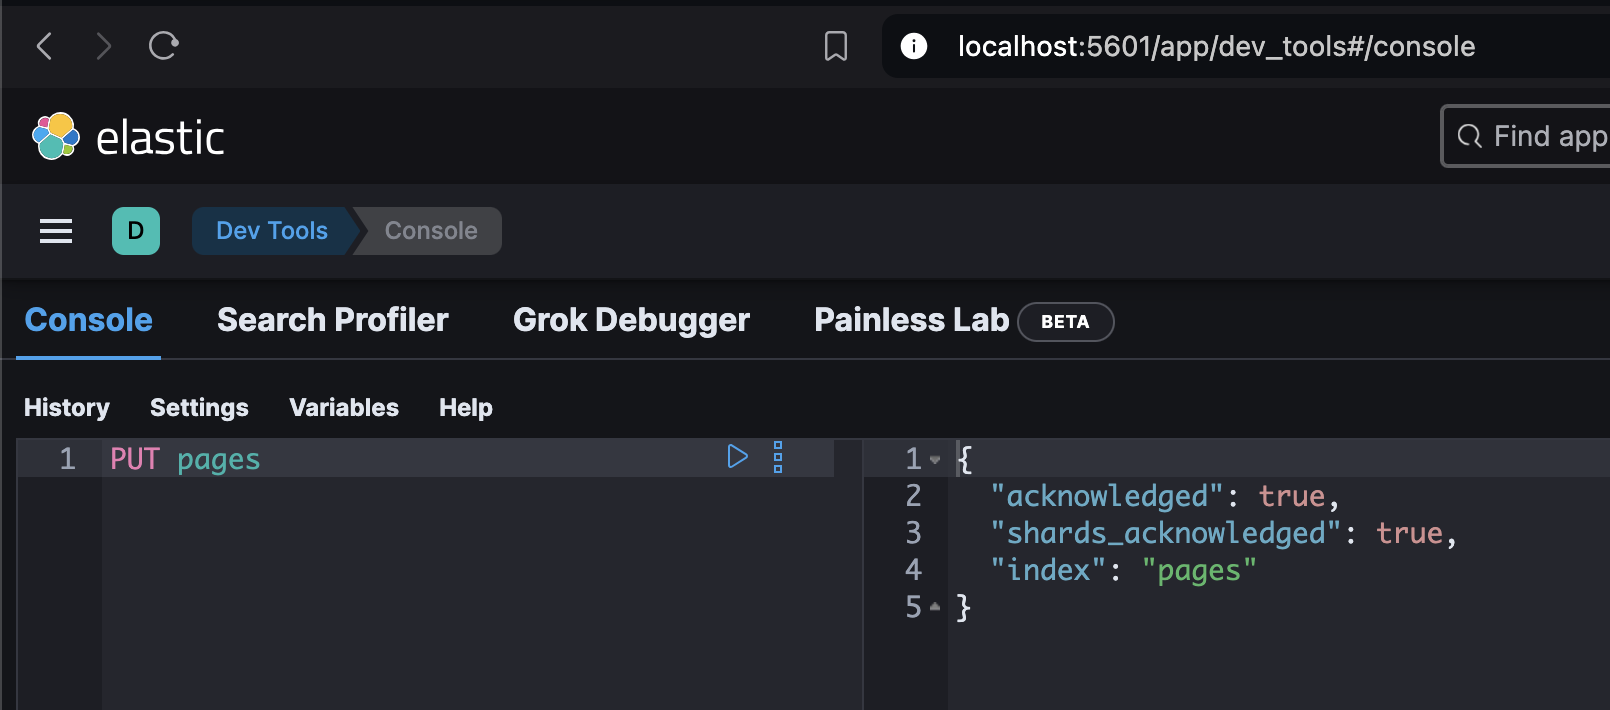 localhost:5601/app/dev_tools#/console
elastic
Find app
D Dev Tools Console
Console Search Profiler Grok Debugger Painless Lab BETA
History Settings Variables Help
1 PUT pages
1 {
2 "acknowledged": true,
3 "shards_acknowledged": true,
4 "index": "pages"
5 }